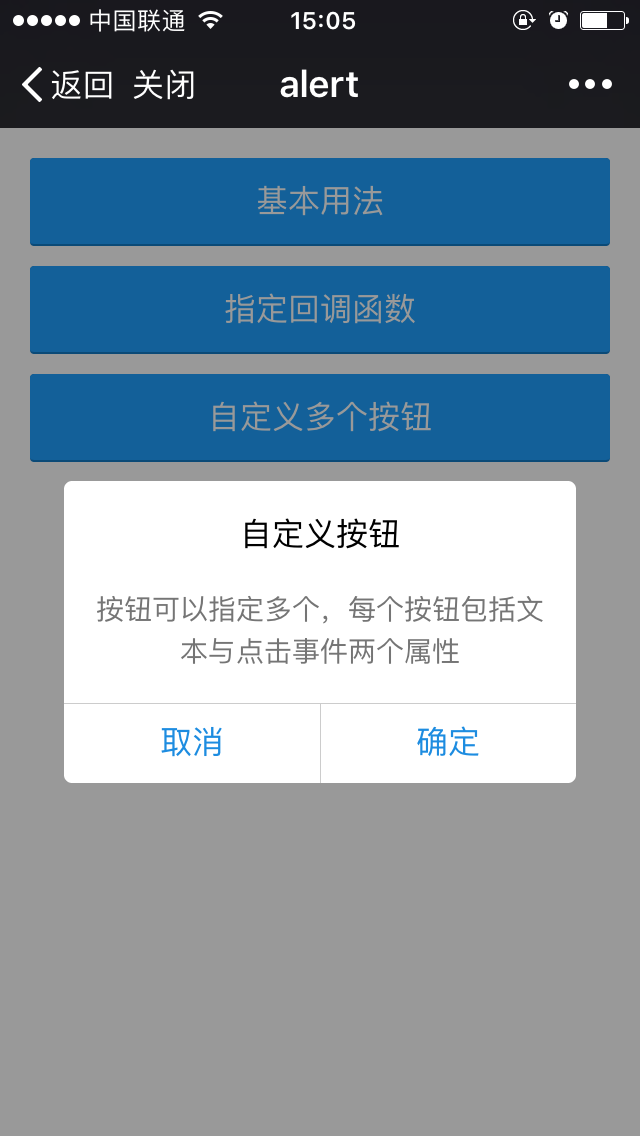 中国联通 15:05
返回 关闭 alert
基本用法
指定回调函数
自定义多个按钮
自定义按钮
按钮可以指定多个，每个按钮包括文
本与点击事件两个属性
取消 确定